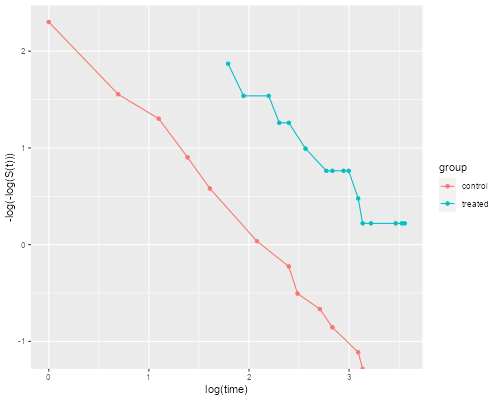 -log(-log(S(t)))
2
1
0
-1
0
1
2
3
log(time)
group
control
treated